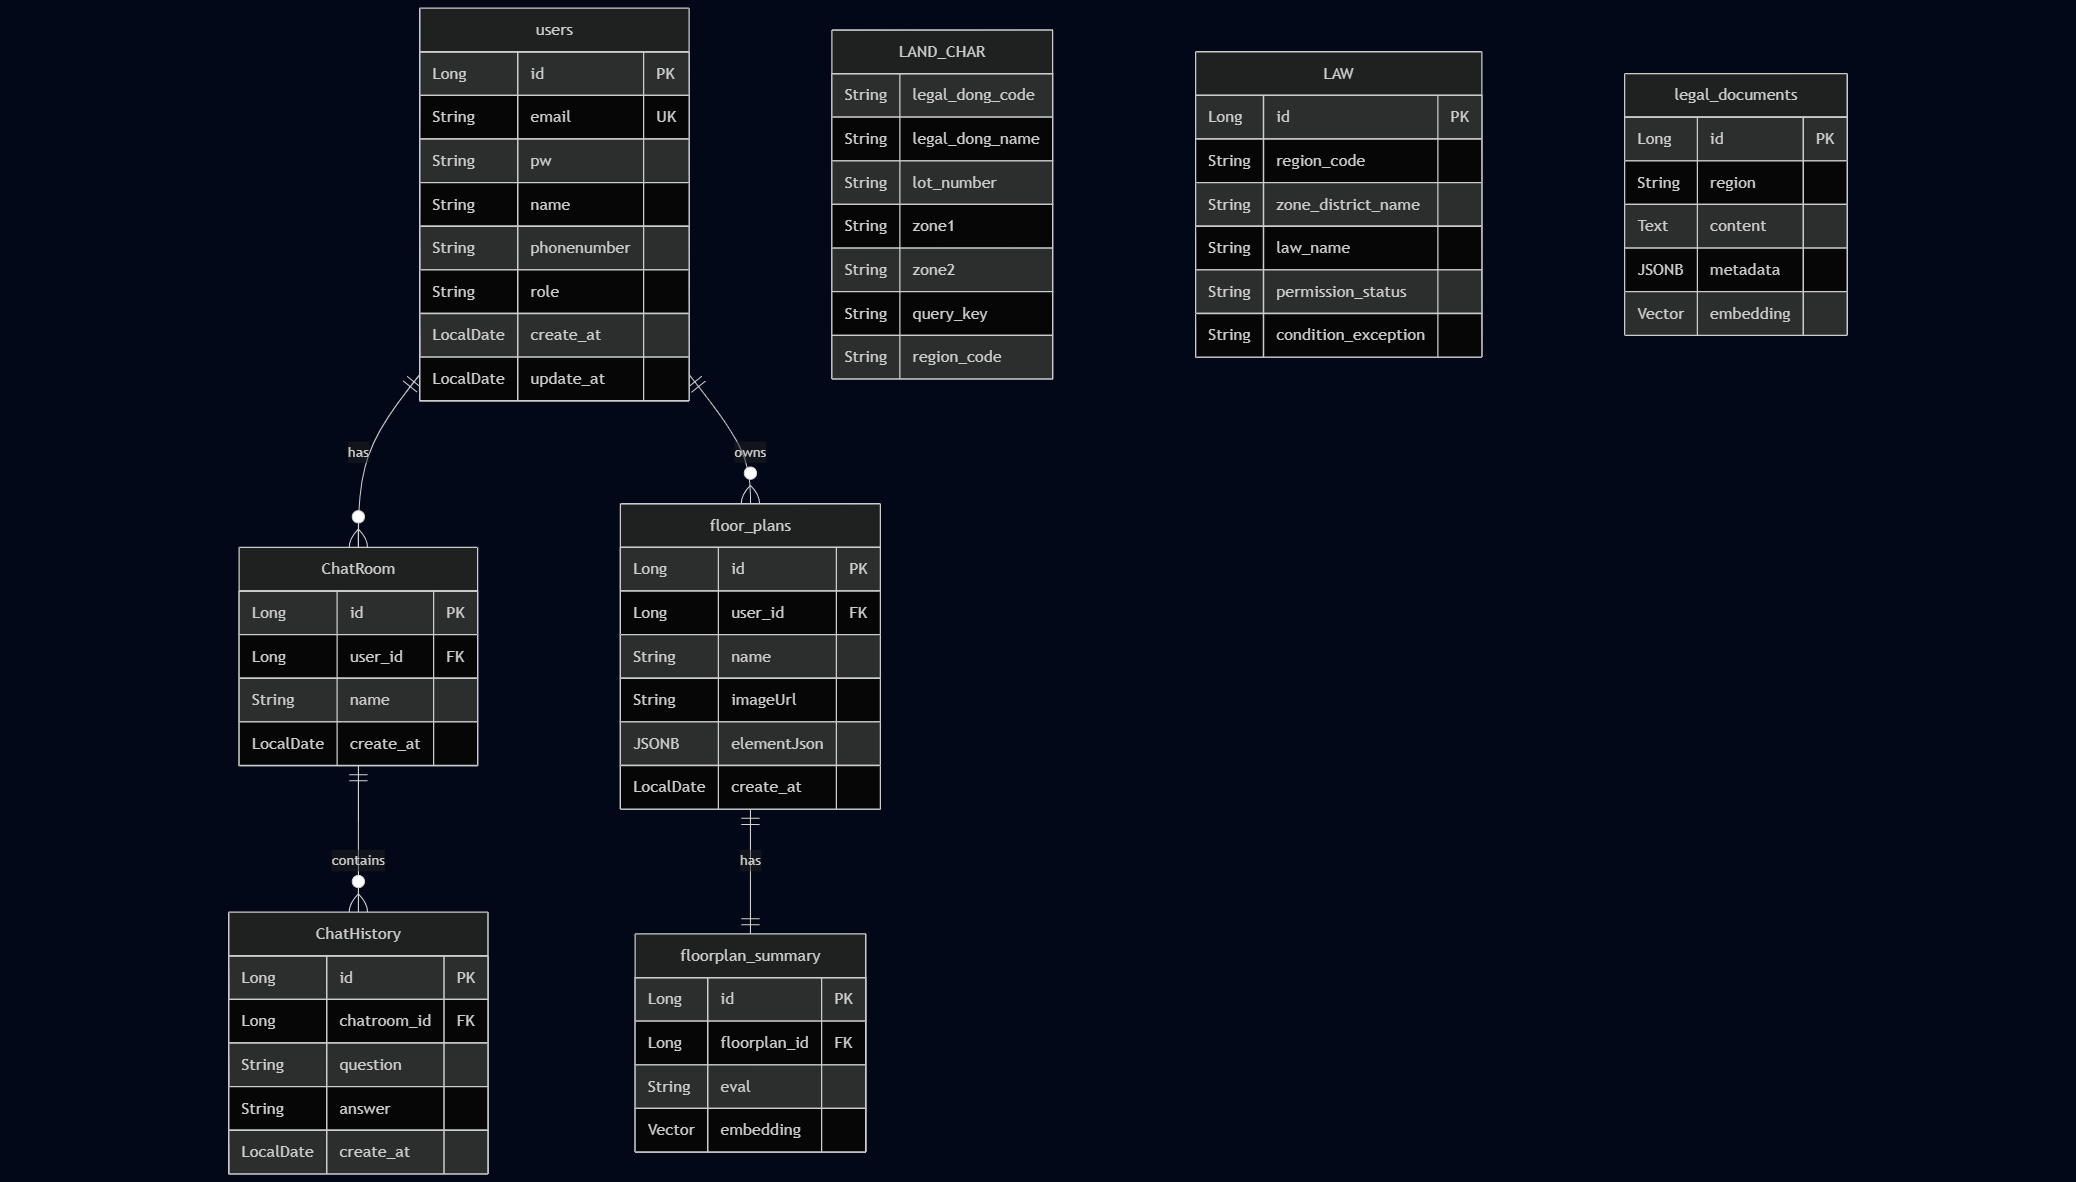 users
Long id PK
String email UK
String pw
String name
String phonenumber
String role
LocalDate create_at
LocalDate update_at
LAND_CHAR
String legal_dong_code
String legal_dong_name
String lot_number
String zone1
String zone2
String query_key
String region_code
LAW
Long id PK
String region_code
String zone_district_name
String law_name
String permission_status
String condition_exception
legal_documents
Long id PK
String region
Text content
JSONB metadata
Vector embedding
has
owns
ChatRoom
Long id PK
Long user_id FK
String name
LocalDate create_at
floor_plans
Long id PK
Long user_id FK
String name
String imageUrl
JSONB elementJson
LocalDate create_at
contains
has
ChatHistory
Long id PK
Long chatroom_id FK
String question
String answer
LocalDate create_at
floorplan_summary
Long id PK
Long floorplan_id FK
String eval
Vector embedding